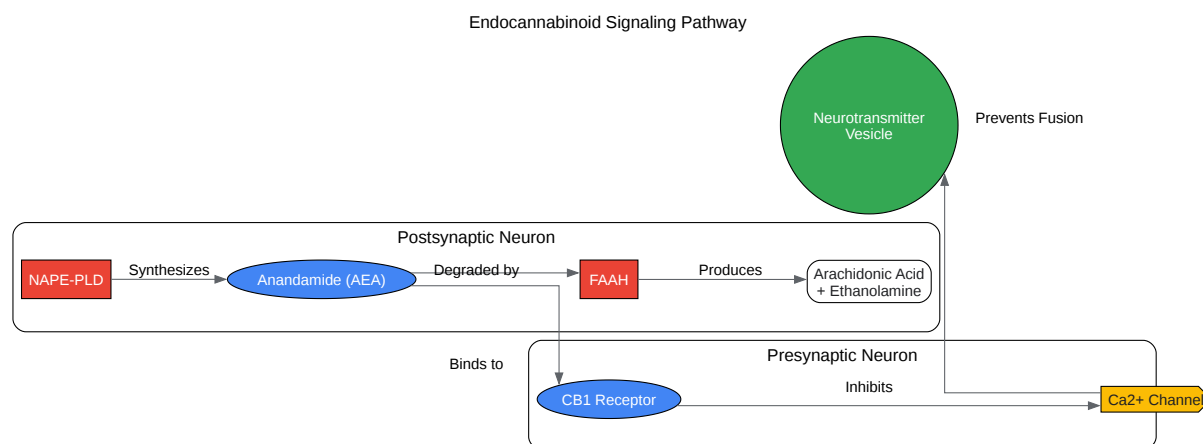 Endocannabinoid Signaling Pathway
Neurotransmitter
Vesicle
Prevents Fusion
Postsynaptic Neuron
NAPE-PLD
Synthesizes
Anandamide (AEA)
Degraded by
FAAH
Produces
Arachidonic Acid
+ Ethanolamine
Binds to
Presynaptic Neuron
CB1 Receptor
Inhibits
Ca2+ Channel